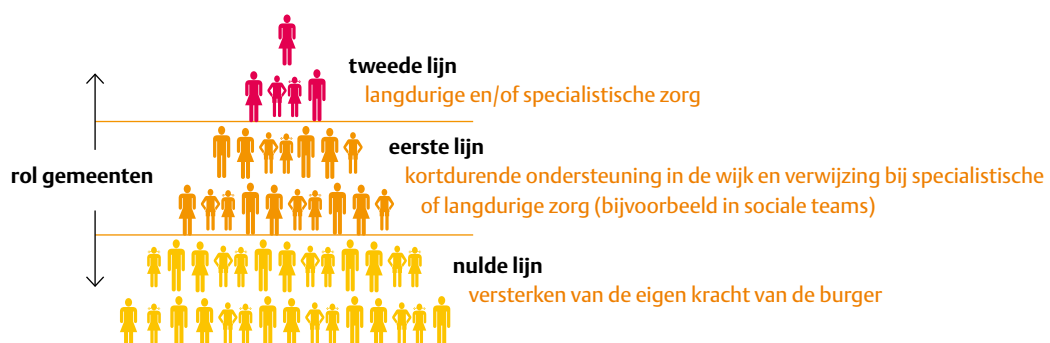 tweede lijn
langdurige en/of specialistische zorg
eerste lijn
rol gemeenten
kortdurende ondersteuning in de wijk en verwijzing bij specialistische
of langdurige zorg (bijvoorbeeld in sociale teams)
nulde lijn
versterken van de eigen kracht van de burger